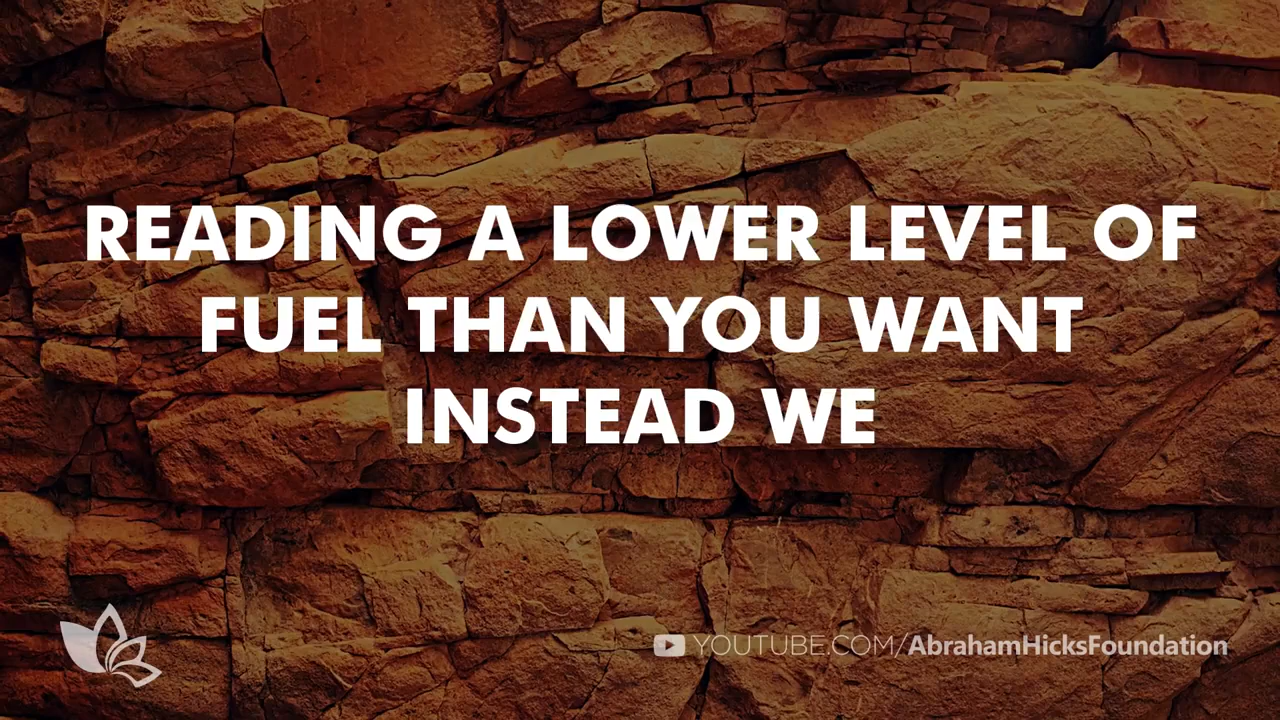 READING A LOWER LEVEL OF
FUEL THAN YOU WANT
INSTEAD WE
YOUTUBE.COM/AbrahamHicksFoundation